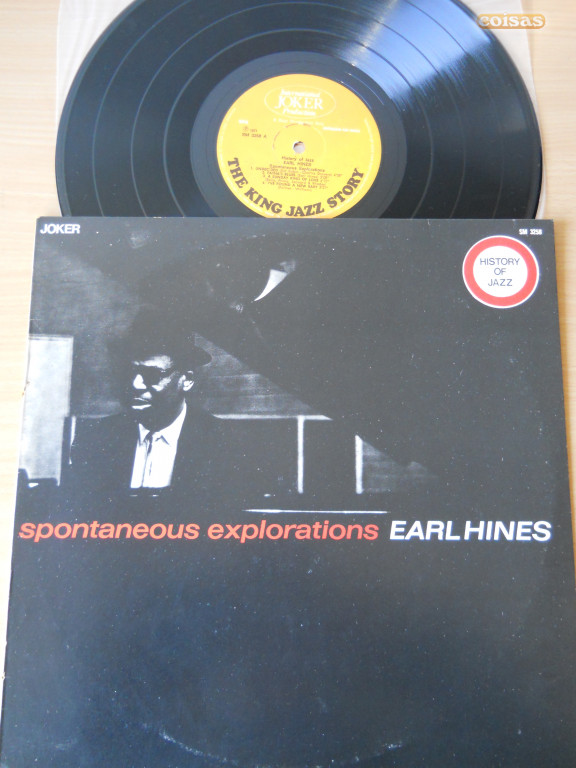 coisas
International
JOKER
Production
History of Jazz
EARL HINES
Spontaneous Explorations
THE KING JAZZ STORY
JOKER
SM 3258
HISTORY
OF
JAZZ
spontaneous explorations EARL HINES